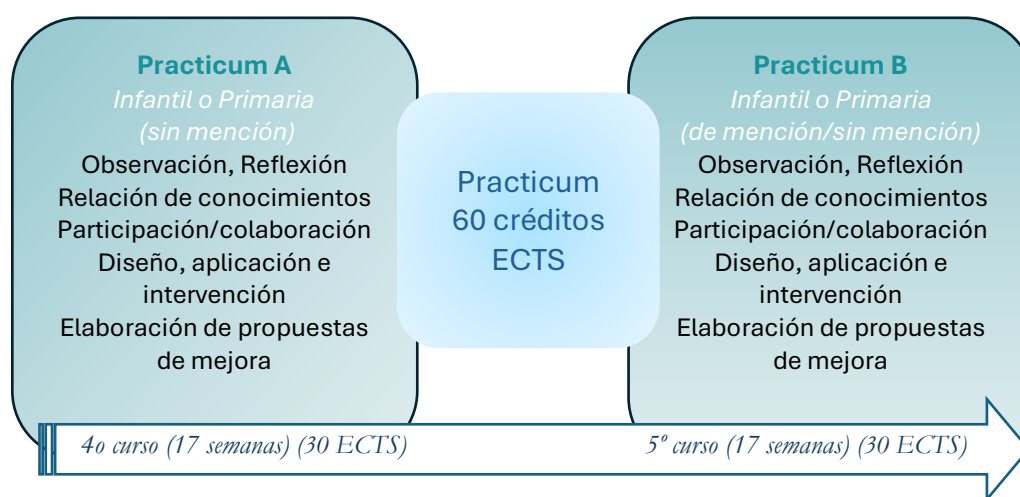 Practicum A
Infantil o Primaria
(sin mención)
Observación, Reflexión
Relación de conocimientos
Participación/colaboración
Diseño, aplicación e
intervención
Elaboración de propuestas
de mejora
Practicum
60 créditos
ECTS
Practicum B
Infantil o Primaria
(de mención/sin mención)
Observación, Reflexión
Relación de conocimientos
Participación/colaboración
Diseño, aplicación e
intervención
Elaboración de propuestas
de mejora
4o curso (17 semanas) (30 ECTS)
5º curso (17 semanas) (30 ECTS)